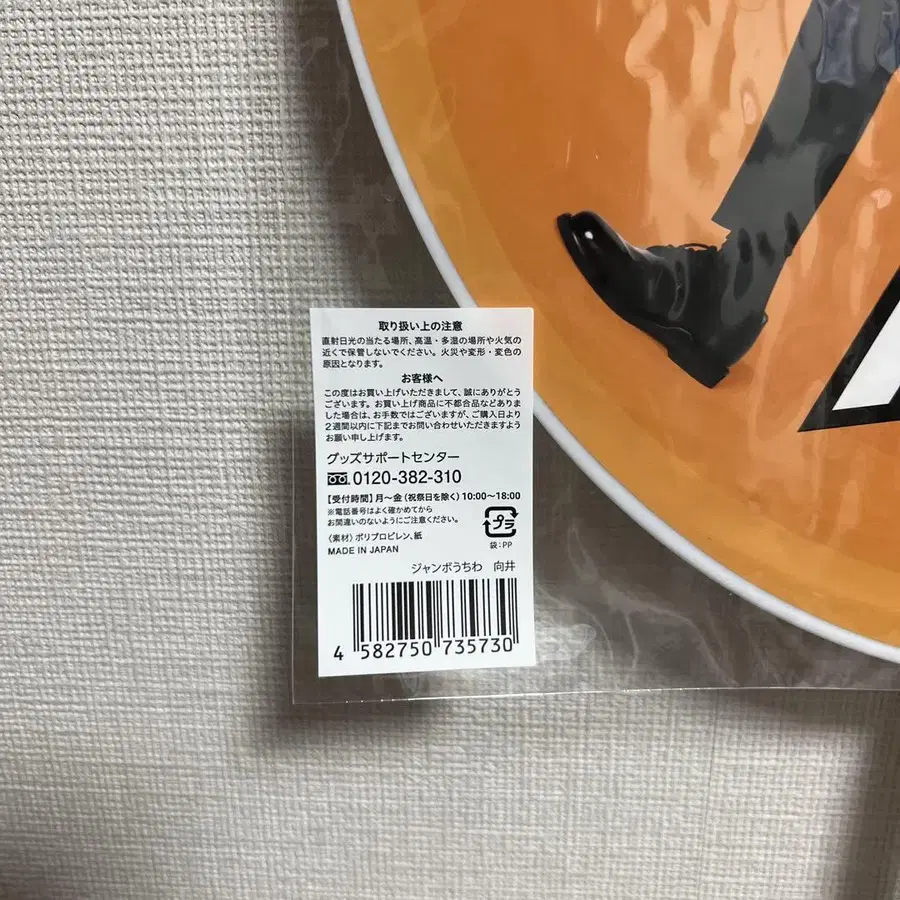 取り扱い上の注意
直射日光の当たる場所、高温・多湿の場所や火気の
近くで保管しないでください。火災や変形・変色の
原因となります。
お客様へ
この度はお買い上げいただきまして、誠にありがとう
ございます。お買い上げ商品に不都合品などありま
した場合は、お手数ではございますが、ご購入日より
2週間以内に下記までお問い合わせいただきますよう
お願い申し上げます。
グッズサポートセンター
0120-382-310
【受付時間】月〜金（祝祭日を除く）10:00〜18:00
※電話番号はよく確かめてから
お間違いのないようにご注意ください。
〈素材〉ポリプロピレン、紙
MADE IN JAPAN
プラ
袋:PP
ジャンボうちわ 向井
4 582750 735730